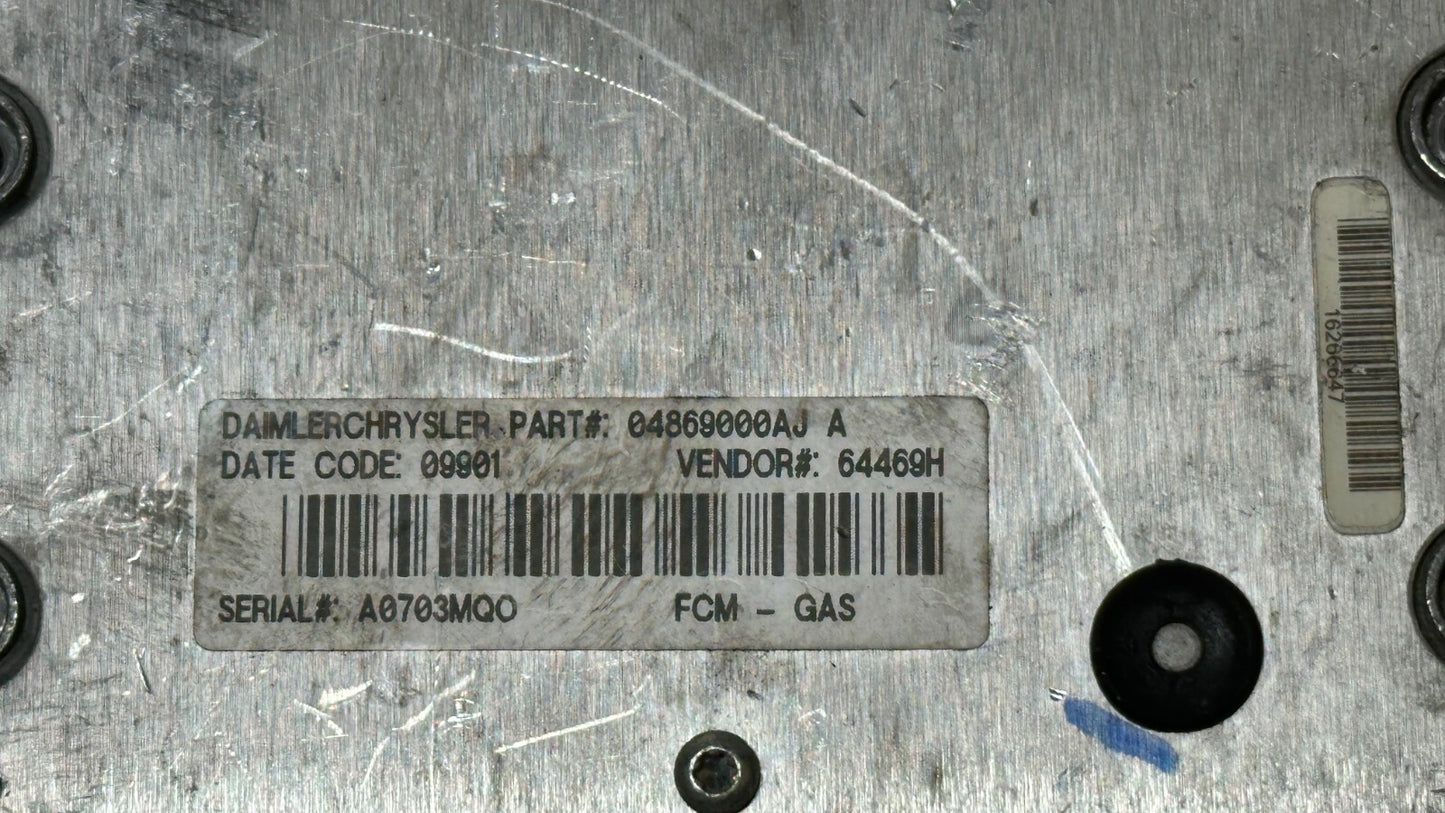 DAIMLERCHRYSLER PART#: 04869000AJ A
DATE CODE: 09901 VENDOR#: 64469H
SERIAL#: A0703MQO FCM - GAS
16266647